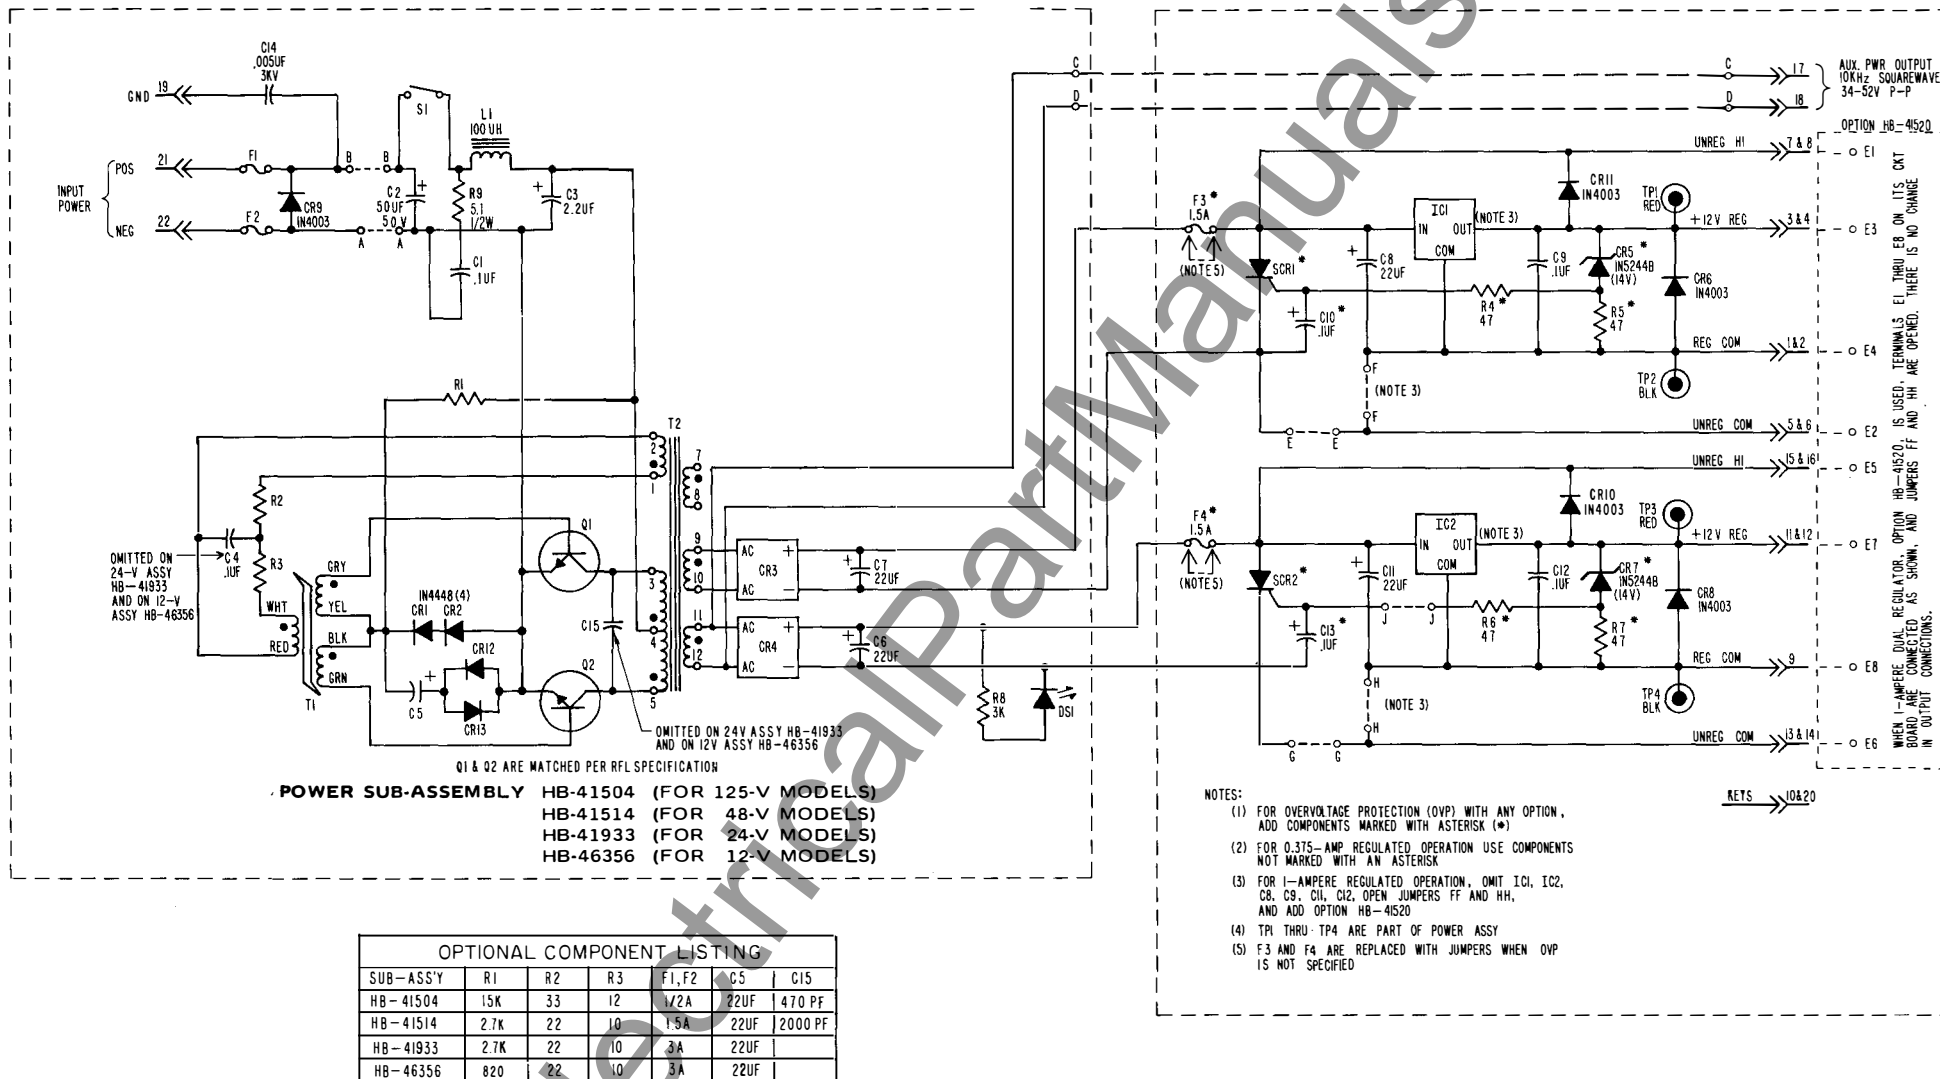 C14
.005UF
3KV
GND 19
S1
L1
100 UH
INPUT
POWER
POS 21
F1
B B
NEG 22
F2
A A
CR9
IN4003
C2
50UF
50V
R9
5.1
1/2W
C3
2.2UF
C1
.1UF
R1
T2
2
1
3
4
5
7
8
9
10
11
12
R2
R3
C4
.1UF
OMITTED ON
24-V ASSY
HB-41933
AND ON 12-V
ASSY HB-46356
WHT
RED
GRY
YEL
BLK
GRN
T1
IN4448(4)
CR1 CR2
CR12
CR13
C5
Q1
Q2
C15
OMITTED ON 24V ASSY HB-41933
AND ON 12V ASSY HB-46356
Q1 & Q2 ARE MATCHED PER RFL SPECIFICATION
POWER SUB-ASSEMBLY HB-41504 (FOR 125-V MODELS)
HB-41514 (FOR 48-V MODELS)
HB-41933 (FOR 24-V MODELS)
HB-46356 (FOR 12-V MODELS)
AC +
CR3
AC -
C7
22UF
AC +
CR4
AC -
C6
22UF
R8
3K
DS1
C
D
C 17
D 18
AUX. PWR OUTPUT
10KHz SQUAREWAVE
34-52V P-P
OPTION HB-41520
UNREG HI 7 & 8 E1
F3 *
1.5A
(NOTE 5)
SCR1 *
C8
22UF
IC1
IN OUT
COM
(NOTE 3)
C9
.1UF
CR11
IN4003
CR5 *
IN5244B
(14V)
TP1
RED
+12V REG 3 & 4 E3
CR6
IN4003
C10 *
.1UF
R4 *
47
R5 *
47
REG COM 1 & 2 E4
TP2
BLK
F
(NOTE 3)
F
E E
UNREG COM 5 & 6 E2
UNREG HI 15 & 16 E5
F4 *
1.5A
(NOTE 5)
SCR2 *
C11
22UF
IC2
IN OUT
COM
(NOTE 3)
C12
.1UF
CR10
IN4003
CR7 *
IN5244B
(14V)
TP3
RED
+12V REG 11 & 12 E7
CR8
IN4003
C13 *
.1UF
J J
R6 *
47
R7 *
47
REG COM 9 E8
TP4
BLK
H
(NOTE 3)
H
G G
UNREG COM 13 & 14 E6
WHEN 1-AMPERE DUAL REGULATOR, OPTION HB-41520, IS USED, TERMINALS E1 THRU E8 ON ITS CKT
BOARD ARE CONNECTED AS SHOWN, AND JUMPERS FF AND HH ARE OPENED. THERE IS NO CHANGE
IN OUTPUT CONNECTIONS.
KEYS 10&20
NOTES:
(1) FOR OVERVOLTAGE PROTECTION (OVP) WITH ANY OPTION,
ADD COMPONENTS MARKED WITH ASTERISK (*)
(2) FOR 0.375-AMP REGULATED OPERATION USE COMPONENTS
NOT MARKED WITH AN ASTERISK
(3) FOR 1-AMPERE REGULATED OPERATION, OMIT IC1, IC2,
C8, C9, C11, C12, OPEN JUMPERS FF AND HH,
AND ADD OPTION HB-41520
(4) TP1 THRU TP4 ARE PART OF POWER ASSY
(5) F3 AND F4 ARE REPLACED WITH JUMPERS WHEN OVP
IS NOT SPECIFIED
OPTIONAL COMPONENT LISTING
SUB-ASS'Y R1 R2 R3 F1,F2 C5 C15
HB-41504 15K 33 12 1/2A 22UF 470 PF
HB-41514 2.7K 22 10 1.5A 22UF 2000 PF
HB-41933 2.7K 22 10 3A 22UF
HB-46356 820 22 10 3A 22UF
ElectricalPartManuals